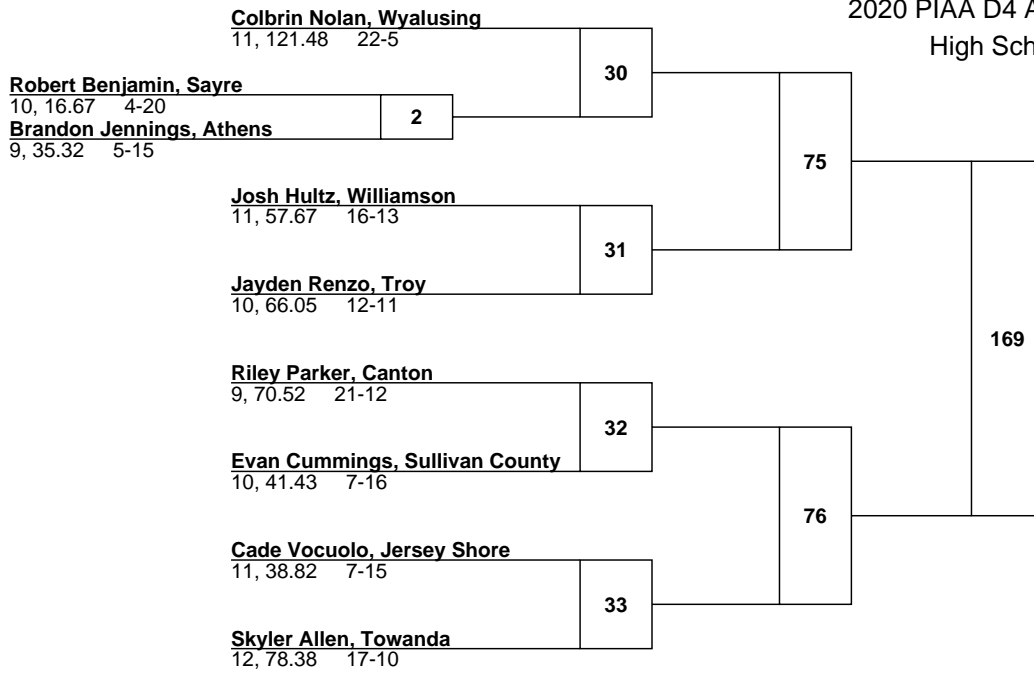 2020 PIAA D4
High
Colbrin Nolan, Wyalusing
11, 121.48 22-5
30
Robert Benjamin, Sayre
10, 16.67 4-20
2
Brandon Jennings, Athens
9, 35.32 5-15
75
Josh Hultz, Williamson
11, 57.67 16-13
31
Jayden Renzo, Troy
10, 66.05 12-11
169
Riley Parker, Canton
9, 70.52 21-12
32
Evan Cummings, Sullivan County
10, 41.43 7-16
76
Cade Vocuolo, Jersey Shore
11, 38.82 7-15
33
Skyler Allen, Towanda
12, 78.38 17-10